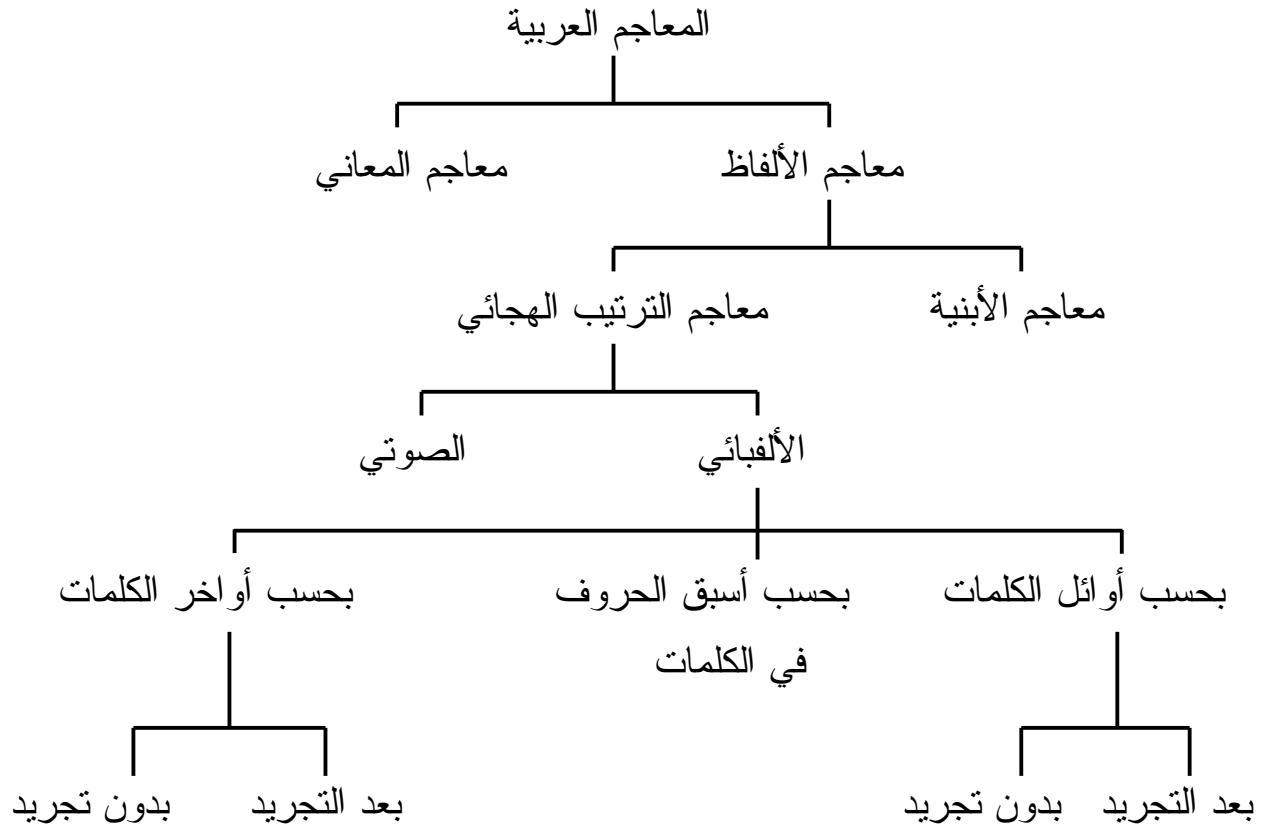 المعاجم العربية
معاجم الألفاظ
معاجم المعاني
معاجم الأبنية
معاجم الترتيب الهجائي
الألفبائي
الصوتي
بحسب أوائل الكلمات
بحسب أسبق الحروف
في الكلمات
بحسب أواخر الكلمات
بعد التجريد
بدون تجريد
بعد التجريد
بدون تجريد